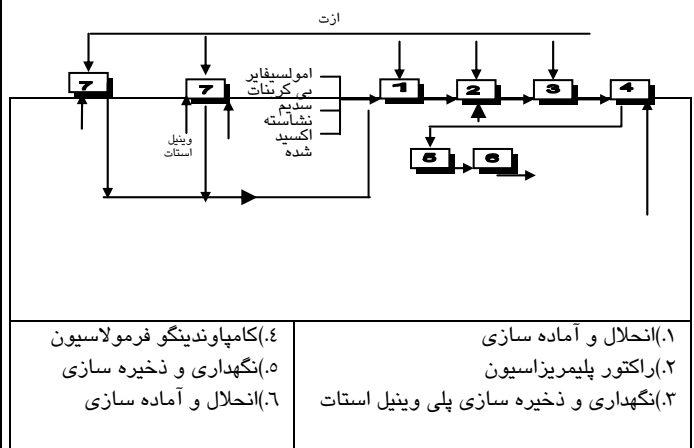 ازت
امولسیفایر
بی کربنات
سدیم
نشاسته
اکسید
شده
وینیل
استات
7
7
1
2
3
4
5
6
۱.)انحلال و آماده سازی
۲.)راکتور پلیمریزاسیون
۳.)نگهداری و ذخیره سازی پلی وینیل استات
٤.)کامپاوندینگو فرمولاسیون
٥.)نگهداری و ذخیره سازی
٦.)انحلال و آماده سازی